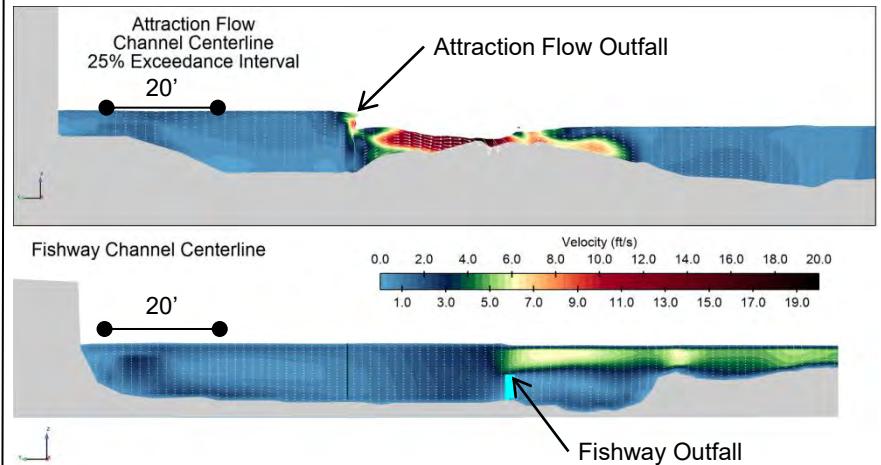 Attraction Flow
Channel Centerline
25% Exceedance Interval
20’
Attraction Flow Outfall
Fishway Channel Centerline
Velocity (ft/s)
0.0 2.0 4.0 6.0 8.0 10.0 12.0 14.0 16.0 18.0 20.0
1.0 3.0 5.0 7.0 9.0 11.0 13.0 15.0 17.0 19.0
20’
Fishway Outfall